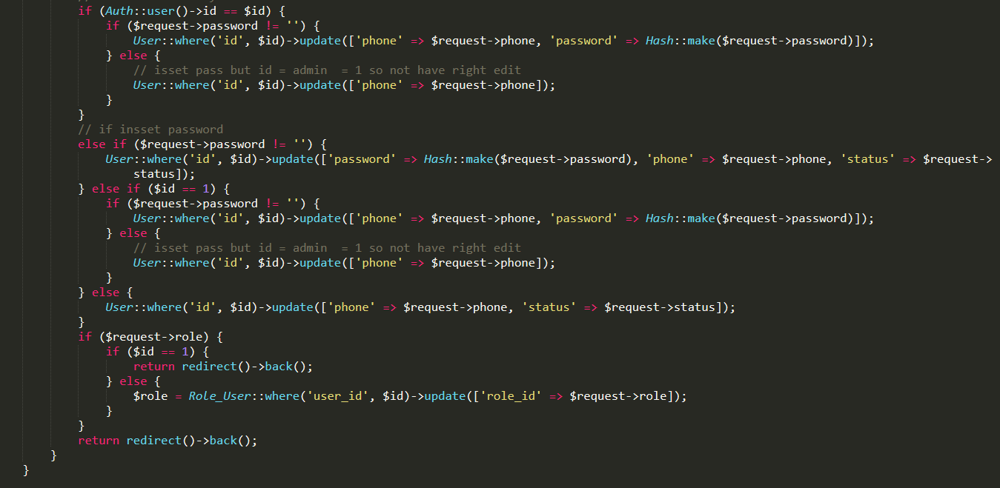 if (Auth::user()->id == $id) {
if ($request->password != '') {
User::where('id', $id)->update(['phone' => $request->phone, 'password' => Hash::make($request->password)]);
} else {
// isset pass but id = admin  = 1 so not have right edit
User::where('id', $id)->update(['phone' => $request->phone]);
}
}
// if insset password
else if ($request->password != '') {
User::where('id', $id)->update(['password' => Hash::make($request->password), 'phone' => $request->phone, 'status' => $request->
status]);
} else if ($id == 1) {
if ($request->password != '') {
User::where('id', $id)->update(['phone' => $request->phone, 'password' => Hash::make($request->password)]);
} else {
// isset pass but id = admin  = 1 so not have right edit
User::where('id', $id)->update(['phone' => $request->phone]);
}
} else {
User::where('id', $id)->update(['phone' => $request->phone, 'status' => $request->status]);
}
if ($request->role) {
if ($id == 1) {
return redirect()->back();
} else {
$role = Role_User::where('user_id', $id)->update(['role_id' => $request->role]);
}
}
return redirect()->back();
}
}